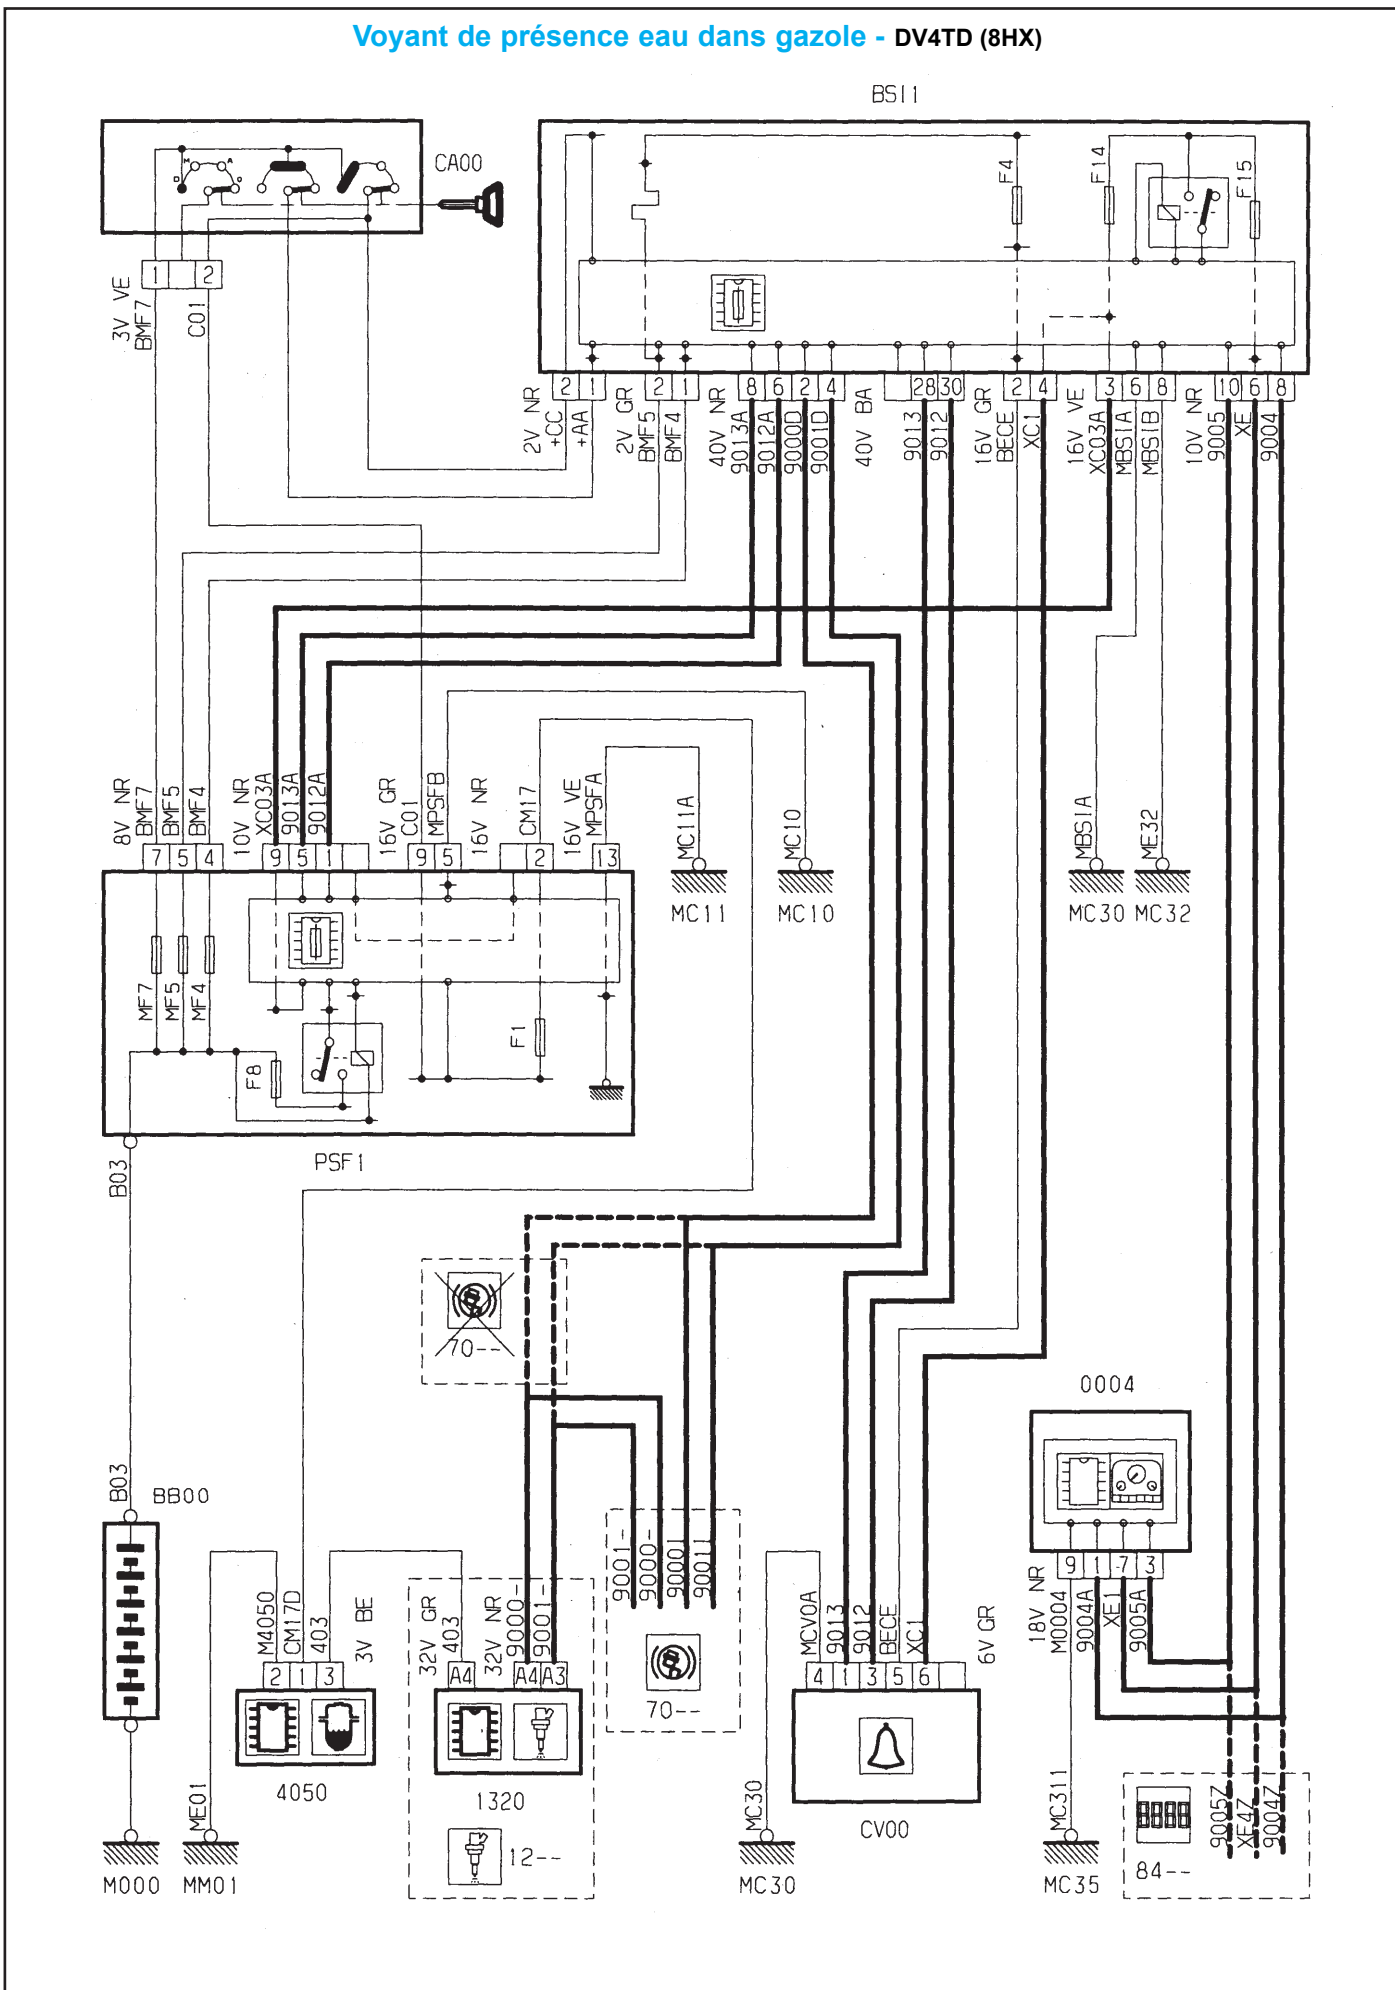 Voyant de présence eau dans gazole - DV4TD (8HX)
BSI1
CA00
M A
D
F4
F14
F15
1 2
3V VE
BMF7
C01
2 1 2 1 8 6 2 4 28 30 2 4 3 6 8 10 6 8
2V NR
+CC
+AA
2V GR
BMF5
BMF4
40V NR
9013A
9012A
9000D
9001D
40V BA
9013
9012
16V GR
BECE
XC1
16V VE
XC03A
MBS1A
MBS1B
10V NR
9005
XE
9004
8V NR
BMF7
BMF5
BMF4
10V NR
XC03A
9013A
9012A
16V GR
C01
MPSFB
16V NR
CM17
16V VE
MPSFA
MC11A
MC10
MBS1A
ME32
7 5 4 9 5 1 9 5 2 13
MC11 MC10 MC30 MC32
MF7
MF5
MF4
F8
F1
PSF1
B03
70--
0004
B03
BB00
9 1 7 3
18V NR
M0004
9004A
XE1
9005A
M4050
CM17D
403
3V BE
32V GR
403
32V NR
9000-
9001-
9001-
9000-
9000I
9001I
MCV0A
9013
9012
BECE
XC1
6V GR
2 1 3 A4 A4 A3 4 1 3 5 6
70--
4050
1320
CV00
12--
ME01
MC30
MC311
9005Z
XE4Z
9004Z
84--
M000 MM01 MC30 MC35